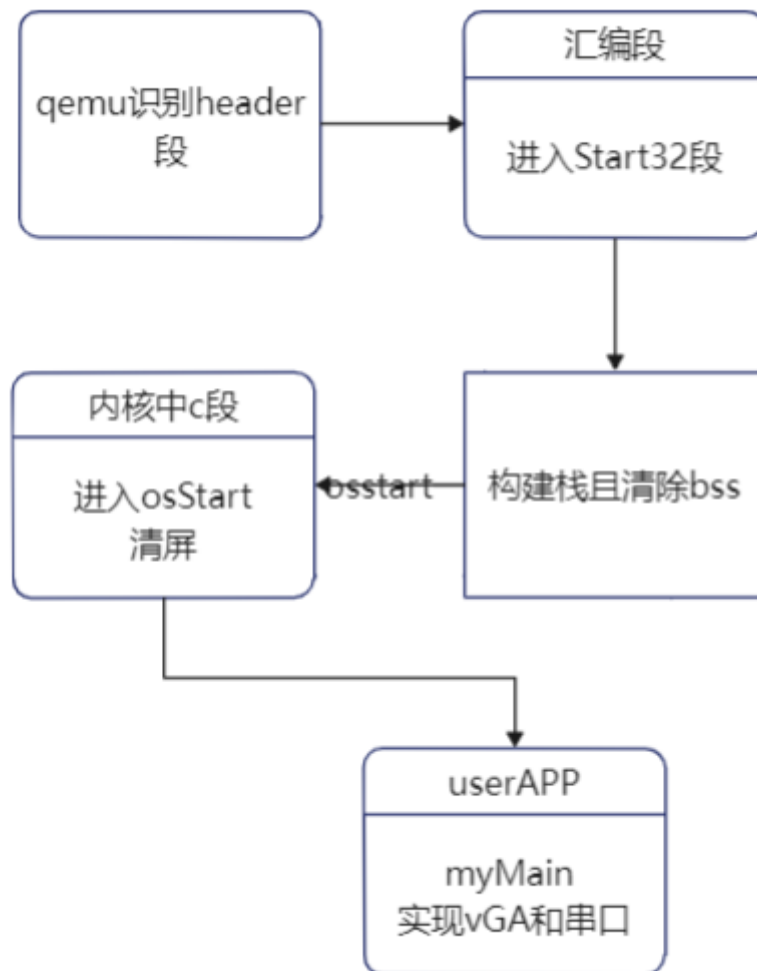 qemu识别header
段
汇编段
进入Start32段
构建栈且清除bss
osstart
内核中c段
进入osStart
清屏
userAPP
myMain
实现vGA和串口